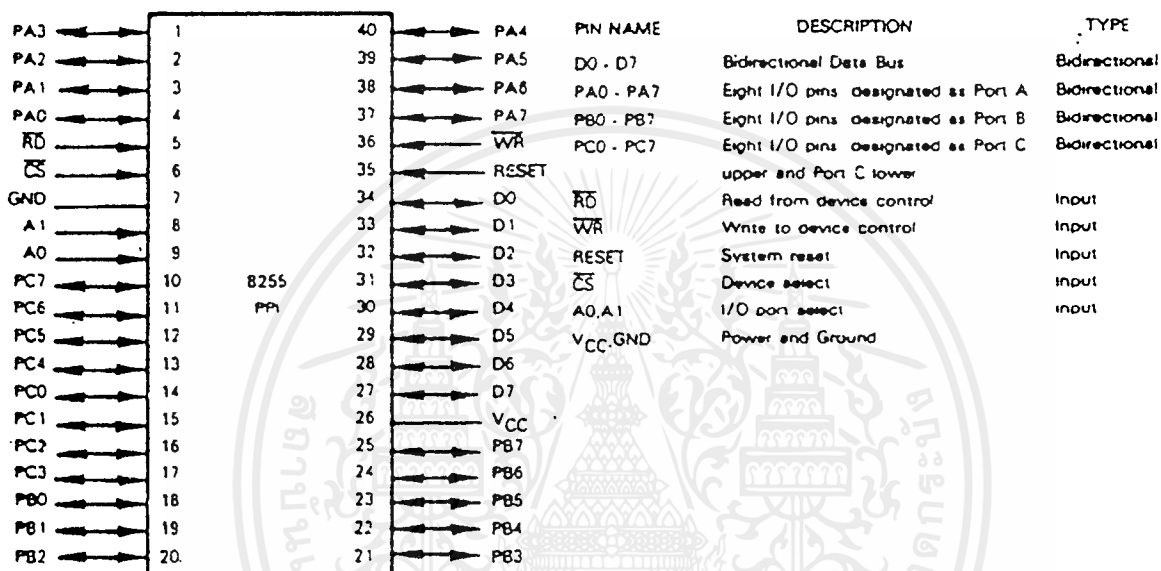 PA3 1 40 PA4 PIN NAME DESCRIPTION TYPE
PA2 2 39 PA5 D0 - D7 Bidirectional Data Bus Bidirectional
PA1 3 38 PA6 PA0 - PA7 Eight I/O pins designated as Port A Bidirectional
PA0 4 37 PA7 PB0 - PB7 Eight I/O pins designated as Port B Bidirectional
RD 5 36 WR PC0 - PC7 Eight I/O pins designated as Port C Bidirectional
CS 6 35 RESET upper and Port C lower
GND 7 34 D0 RD Read from device control Input
A1 8 33 D1 WR Write to device control Input
A0 9 32 D2 RESET System reset Input
PC7 10 8255 31 D3 CS Device select Input
PC6 11 PPI 30 D4 A0,A1 I/O port select Input
PC5 12 29 D5 VCC,GND Power and Ground
PC4 13 28 D6
PC0 14 27 D7
PC1 15 26 VCC
PC2 16 25 PB7
PC3 17 24 PB6
PB0 18 23 PB5
PB1 19 22 PB4
PB2 20. 21 PB3